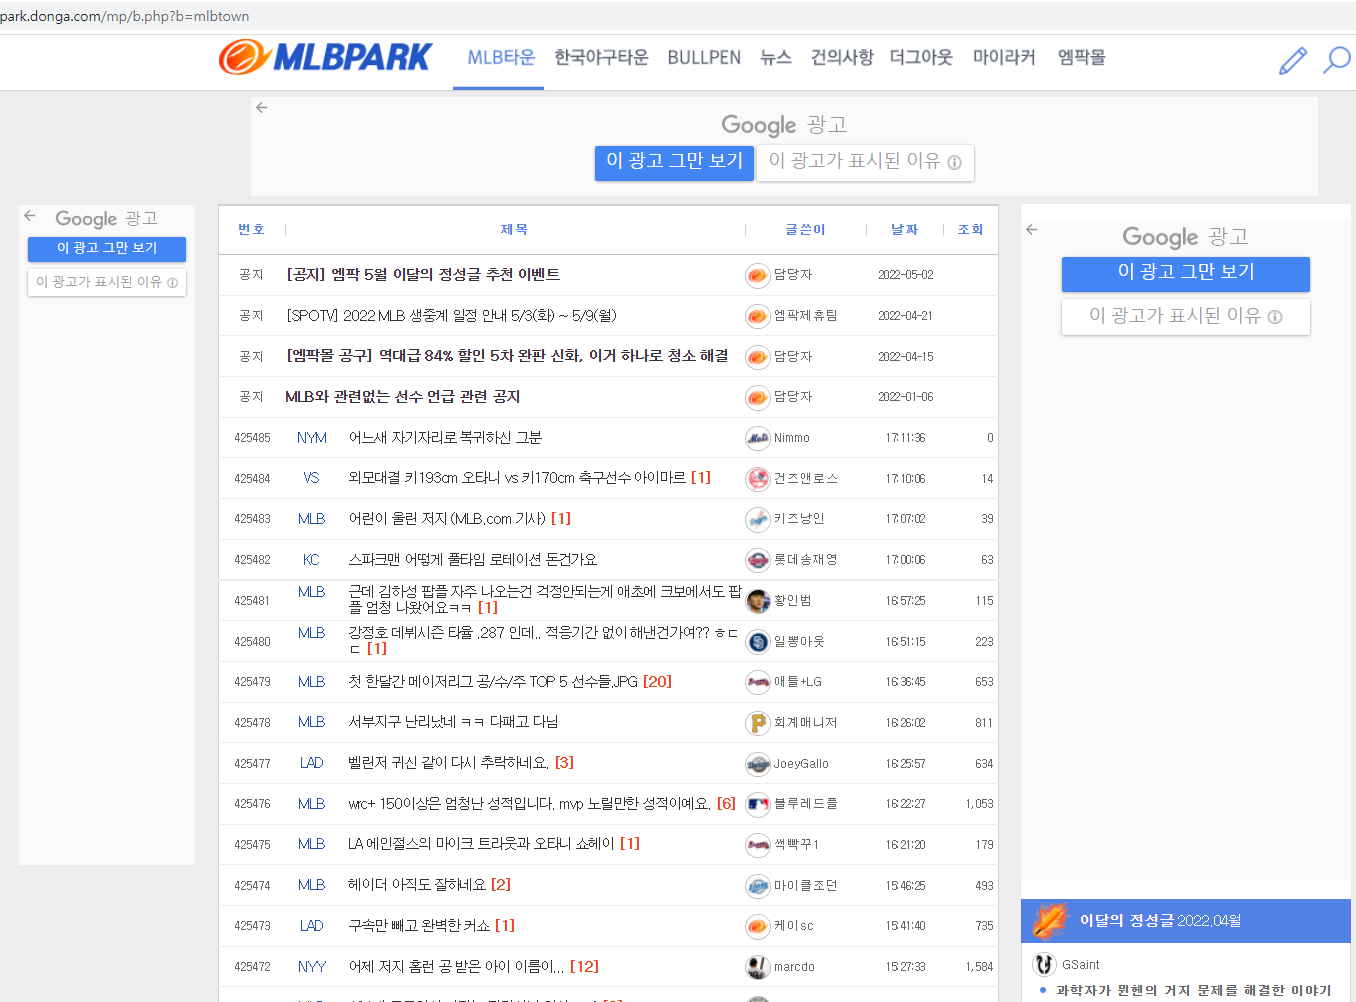 park.donga.com/mp/b.php?b=mlbtown
MLBPARK MLB타운 한국야구타운 BULLPEN 뉴스 건의사항 더그아웃 마이라커 엠팍몰
Google 광고
이 광고 그만 보기 이 광고가 표시된 이유
Google 광고
이 광고 그만 보기
이 광고가 표시된 이유
번호 제목 글쓴이 날짜 조회
공지 [공지] 엠팍 5월 이달의 정성글 추천 이벤트 담당자 2022-05-02
공지 [SPOTV] 2022 MLB 생중계 일정 안내 5/3(화) ~ 5/9(월) 엠팍제휴팀 2022-04-21
공지 [엠팍몰 공구] 역대급 84% 할인 5차 완판 신화, 이거 하나로 청소 해결 담당자 2022-04-15
공지 MLB와 관련없는 선수 언급 관련 공지 담당자 2022-01-06
425485 NYM 어느새 자기자리로 복귀하신 그분 Nimmo 17:11:36 0
425484 VS 외모대결 키193cm 오타니 vs 키170cm 축구선수 아이마르 [1] 건즈앤로스 17:10:06 14
425483 MLB 어린이 울린 저지 (MLB.com 기사) [1] 키즈낭인 17:07:02 39
425482 KC 스파크맨 어떻게 풀타임 로테이션 돈건가요 롯데송재영 17:00:06 63
425481 MLB 근데 김하성 팝플 자주 나오는건 걱정안되는게 애초에 크보에서도 팝
플 엄청 나왔어요ㅋㅋ [1] 황인범 16:57:25 115
425480 MLB 강정호 데뷔시즌 타율 .287 인데.. 적응기간 없이 해낸건가여?? ㅎㄷ
ㄷ [1] 일뽕아웃 16:51:15 223
425479 MLB 첫 한달간 메이저리그 공/수/주 TOP 5 선수들.JPG [20] 애틀+LG 16:36:45 653
425478 MLB 서부지구 난리났네 ㅋㅋ 다패고 다님 회계매니저 16:26:02 811
425477 LAD 벨린저 귀신 같이 다시 추락하네요. [3] JoeyGallo 16:25:57 634
425476 MLB wrc+ 150이상은 엄청난 성적입니다. mvp 노릴만한 성적이에요. [6] 블루레드플 16:22:27 1,053
425475 MLB LA 에인절스의 마이크 트라웃과 오타니 쇼헤이 [1] 썩빡꾸1 16:21:20 179
425474 MLB 헤이더 아직도 잘하네요 [2] 마이클조던 15:46:25 493
425473 LAD 구속만 빼고 완벽한 커쇼 [1] 케이sc 15:41:40 735
425472 NYY 어제 저지 홈런 공 받은 아이 이름이... [12] marcdo 15:27:33 1,584
Google 광고
이 광고 그만 보기
이 광고가 표시된 이유
이달의 정성글 2022.04월
GSaint
과학자가 뮌헨의 거지 문제를 해결한 이야기